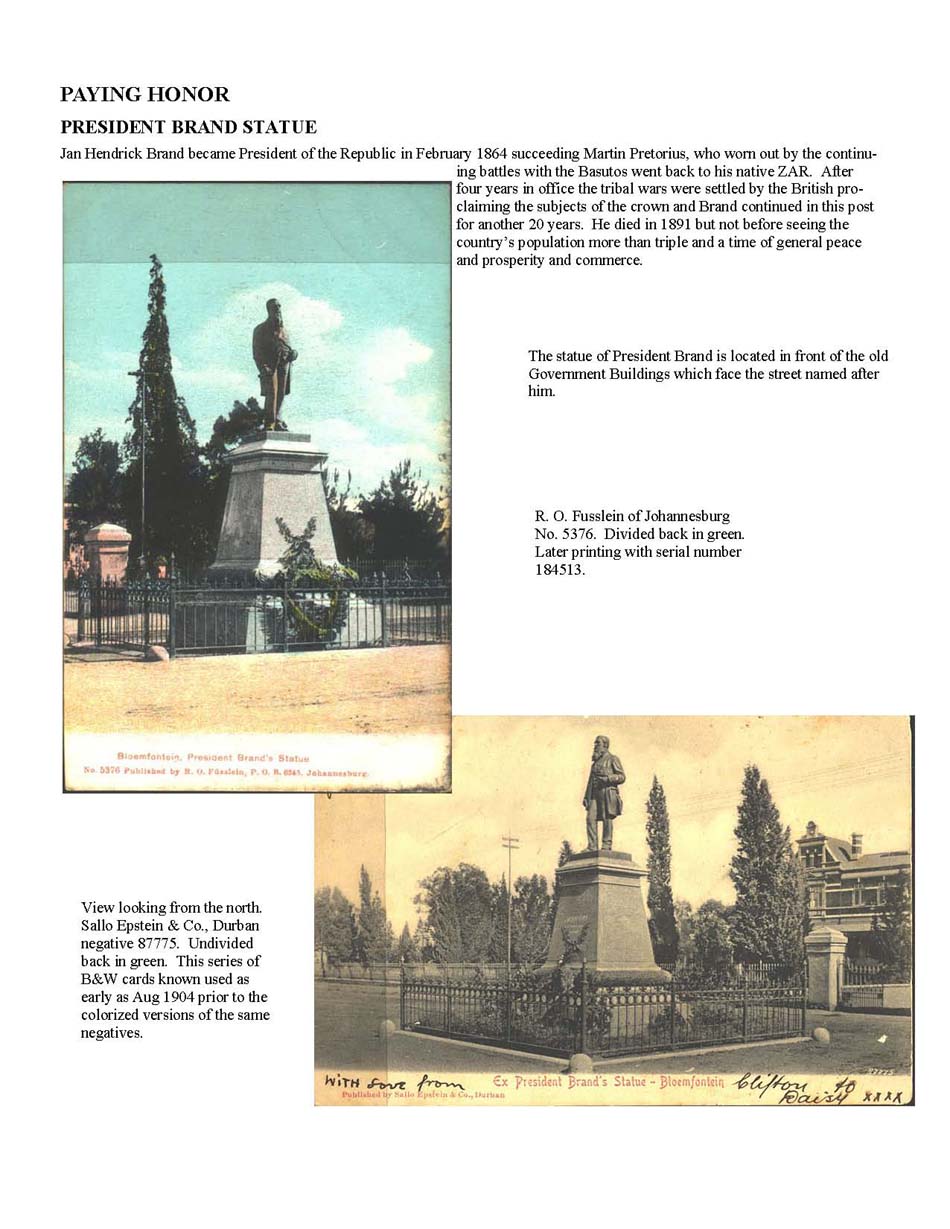 PAYING HONOR
PRESIDENT BRAND STATUE
Jan Hendrick Brand became President of the Republic in February 1864 succeeding Martin Pretorius, who worn out by the continu-
ing battles with the Basutos went back to his native ZAR. After
four years in office the tribal wars were settled by the British pro-
claiming the subjects of the crown and Brand continued in this post
for another 20 years. He died in 1891 but not before seeing the
country's population more than triple and a time of general peace
and prosperity and commerce.
The statue of President Brand is located in front of the old
Government Buildings which face the street named after
him.
R. O. Fusslein of Johannesburg
No. 5376. Divided back in green.
Later printing with serial number
184513.
Bloemfontein, President Brand's Statue
No. 5376 Published by R. O. Füsslein, P. O. B. Johannesburg.
View looking from the north.
Sallo Epstein & Co., Durban
negative 87775. Undivided
back in green. This series of
B&W cards known used as
early as Aug 1904 prior to the
colorized versions of the same
negatives.
With love from Ex President Brand's Statue - Bloemfontein Clifton to
Published by Sallo Epstein & Co., Durban Daisy xxxx